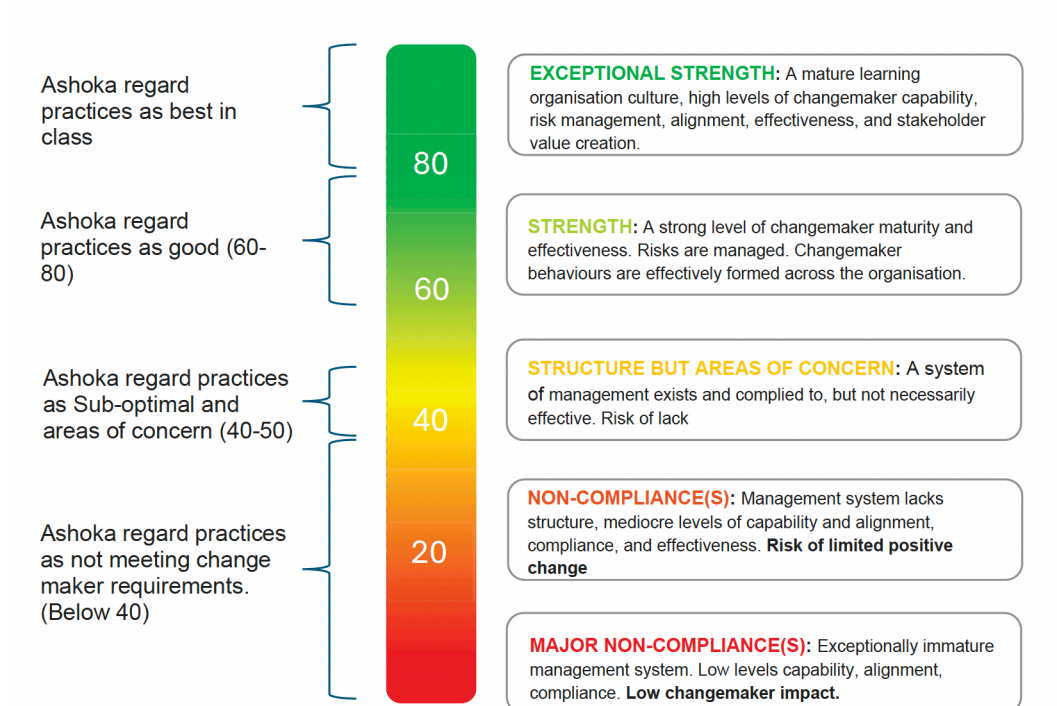 Ashoka regard
practices as best in
class
Ashoka regard
practices as good (60-
80)
Ashoka regard practices
as Sub-optimal and
areas of concern (40-50)
Ashoka regard practices
as not meeting change
maker requirements.
(Below 40)
80
60
40
20
EXCEPTIONAL STRENGTH: A mature learning
organisation culture, high levels of changemaker capability,
risk management, alignment, effectiveness, and stakeholder
value creation.
STRENGTH: A strong level of changemaker maturity and
effectiveness. Risks are managed. Changemaker
behaviours are effectively formed across the organisation.
STRUCTURE BUT AREAS OF CONCERN: A system
of management exists and complied to, but not necessarily
effective. Risk of lack
NON-COMPLIANCE(S): Management system lacks
structure, mediocre levels of capability and alignment,
compliance, and effectiveness. Risk of limited positive
change
MAJOR NON-COMPLIANCE(S): Exceptionally immature
management system. Low levels capability, alignment,
compliance. Low changemaker impact.